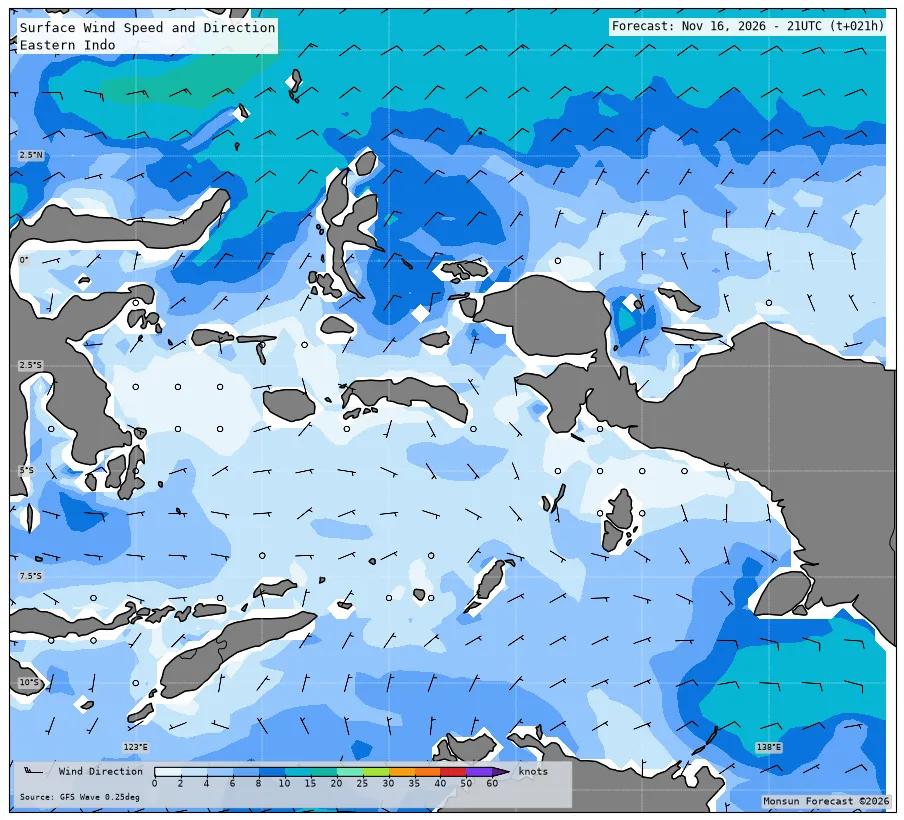 Surface Wind Speed and Direction
Eastern Indo
Forecast: Nov 16, 2026 - 21UTC (t+021h)
2.5°N
0°
2.5°S
5°S
7.5°S
10°S
123°E
138°E
Wind Direction
0 2 4 6 8 10 15 20 25 30 35 40 50 60
knots
Source: GFS Wave 0.25deg
Monsun Forecast ©2026